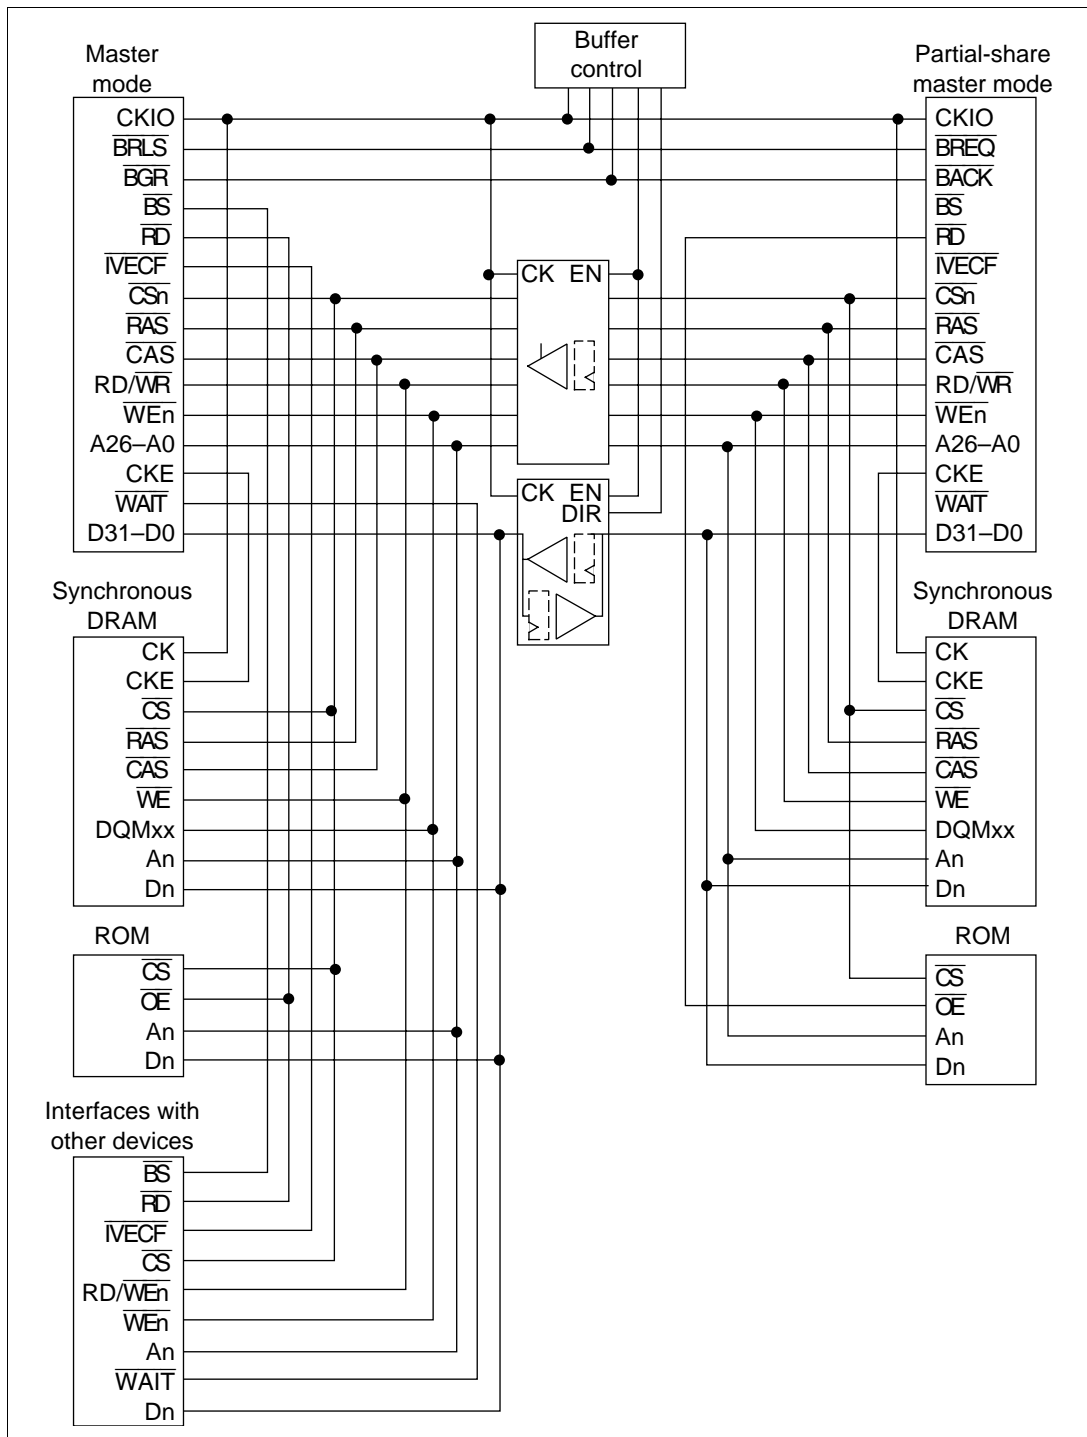 Buffer
control
Master
mode
CKIO
BRLS
BGR
BS
RD
IVECF
CSn
RAS
CAS
RD/WR
WEn
A26–A0
CKE
WAIT
D31–D0
Partial-share
master mode
CKIO
BREQ
BACK
BS
RD
IVECF
CSn
RAS
CAS
RD/WR
WEn
A26–A0
CKE
WAIT
D31–D0
CK EN
CK EN
DIR
Synchronous
DRAM
CK
CKE
CS
RAS
CAS
WE
DQMxx
An
Dn
Synchronous
DRAM
CK
CKE
CS
RAS
CAS
WE
DQMxx
An
Dn
ROM
CS
OE
An
Dn
ROM
CS
OE
An
Dn
Interfaces with
other devices
BS
RD
IVECF
CS
RD/WEn
WEn
An
WAIT
Dn